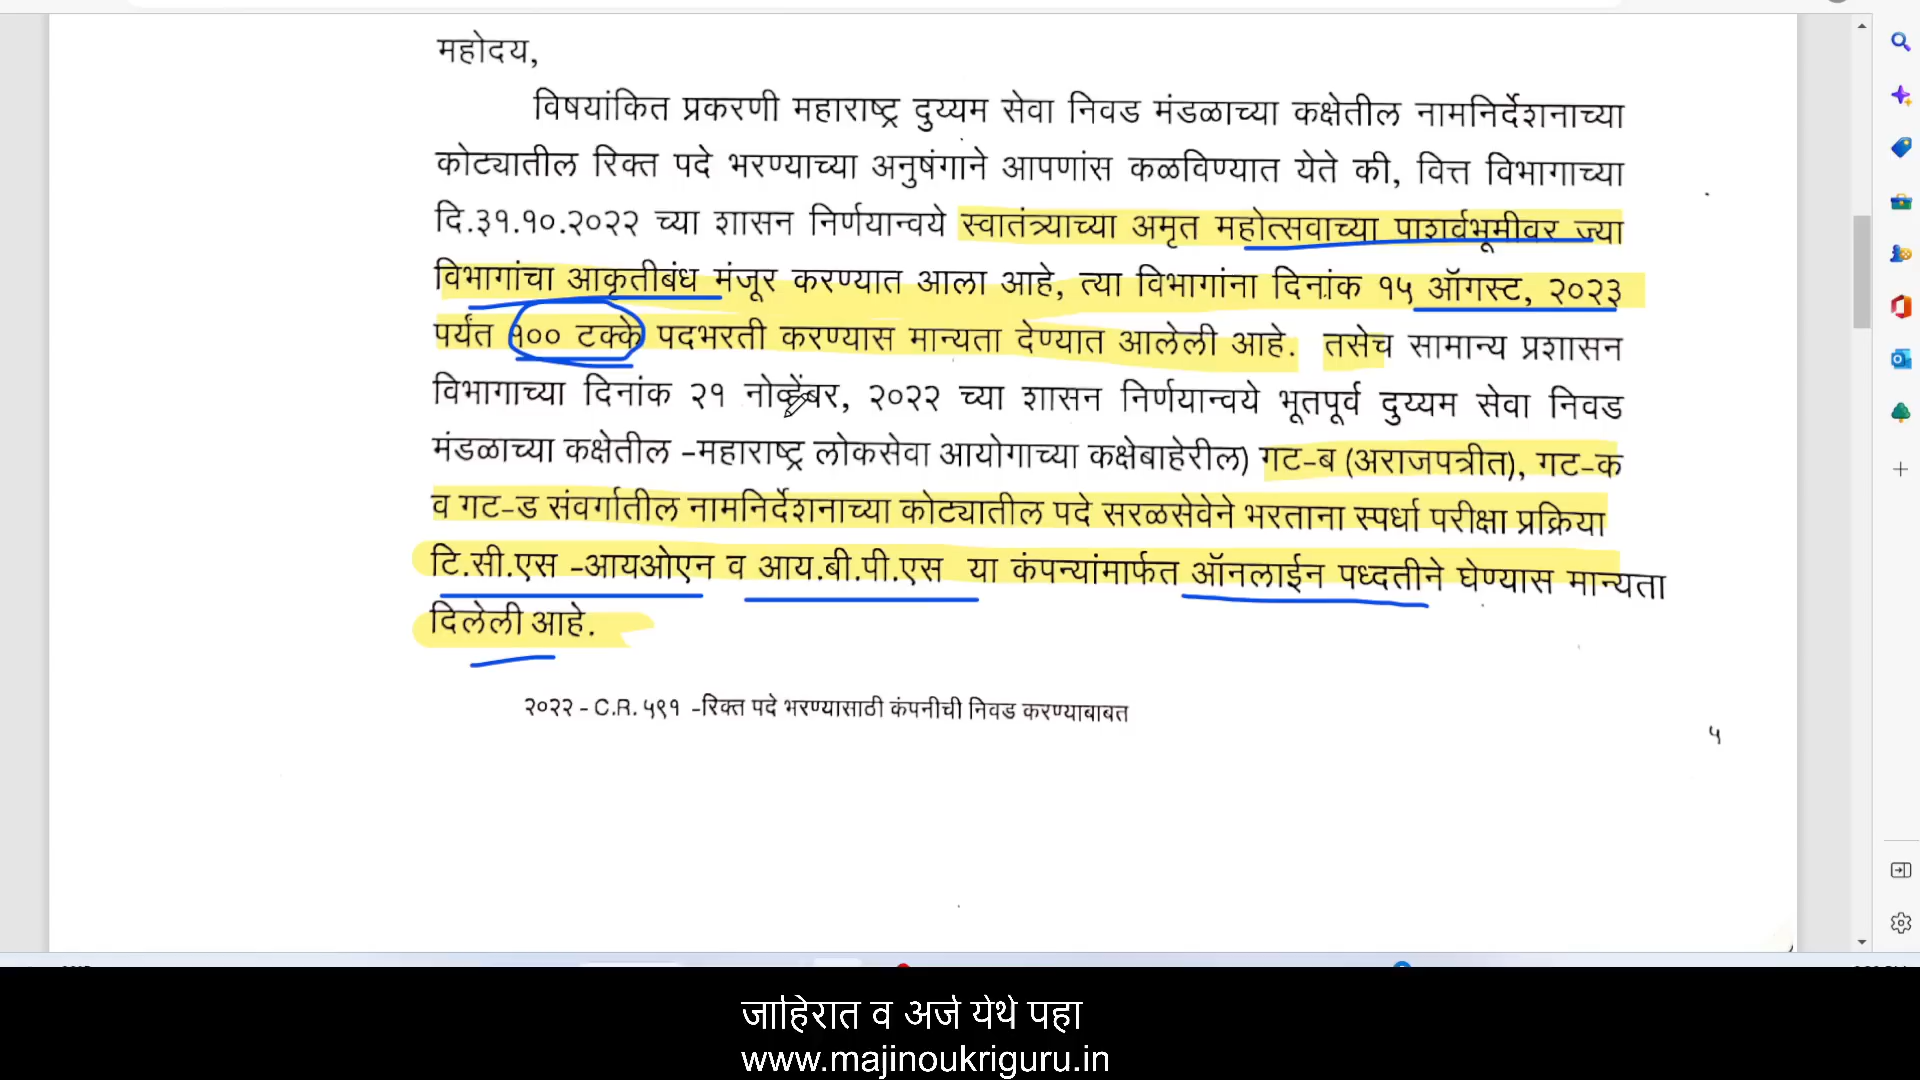 महोदय,
विषयांकित प्रकरणी महाराष्ट्र दुय्यम सेवा निवड मंडळाच्या कक्षेतील नामनिर्देशनाच्या
कोट्यातील रिक्त पदे भरण्याच्या अनुषंगाने आपणांस कळविण्यात येते की, वित्त विभागाच्या
दि.३१.१०.२०२२ च्या शासन निर्णयान्वये स्वातंत्र्याच्या अमृत महोत्सवाच्या पाशर्वभूमीवर ज्या
विभागांचा आकृतीबंध मंजूर करण्यात आला आहे, त्या विभागांना दिनांक १५ ऑगस्ट, २०२३
पर्यंत १०० टक्के पदभरती करण्यास मान्यता देण्यात आलेली आहे. तसेच सामान्य प्रशासन
विभागाच्या दिनांक २१ नोव्हेंबर, २०२२ च्या शासन निर्णयान्वये भूतपूर्व दुय्यम सेवा निवड
मंडळाच्या कक्षेतील -महाराष्ट्र लोकसेवा आयोगाच्या कक्षेबाहेरील) गट-ब (अराजपत्रीत), गट-क
व गट-ड संवर्गातील नामनिर्देशनाच्या कोट्यातील पदे सरळसेवेने भरताना स्पर्धा परीक्षा प्रक्रिया
टि.सी.एस -आयओएन व आय.बी.पी.एस या कंपन्यांमार्फत ऑनलाईन पध्दतीने घेण्यास मान्यता
दिलेली आहे.
२०२२ - C.R. ५९१ -रिक्त पदे भरण्यासाठी कंपनीची निवड करण्याबाबत
५
जाहिरात व अर्ज येथे पहा
www.majinoukriguru.in